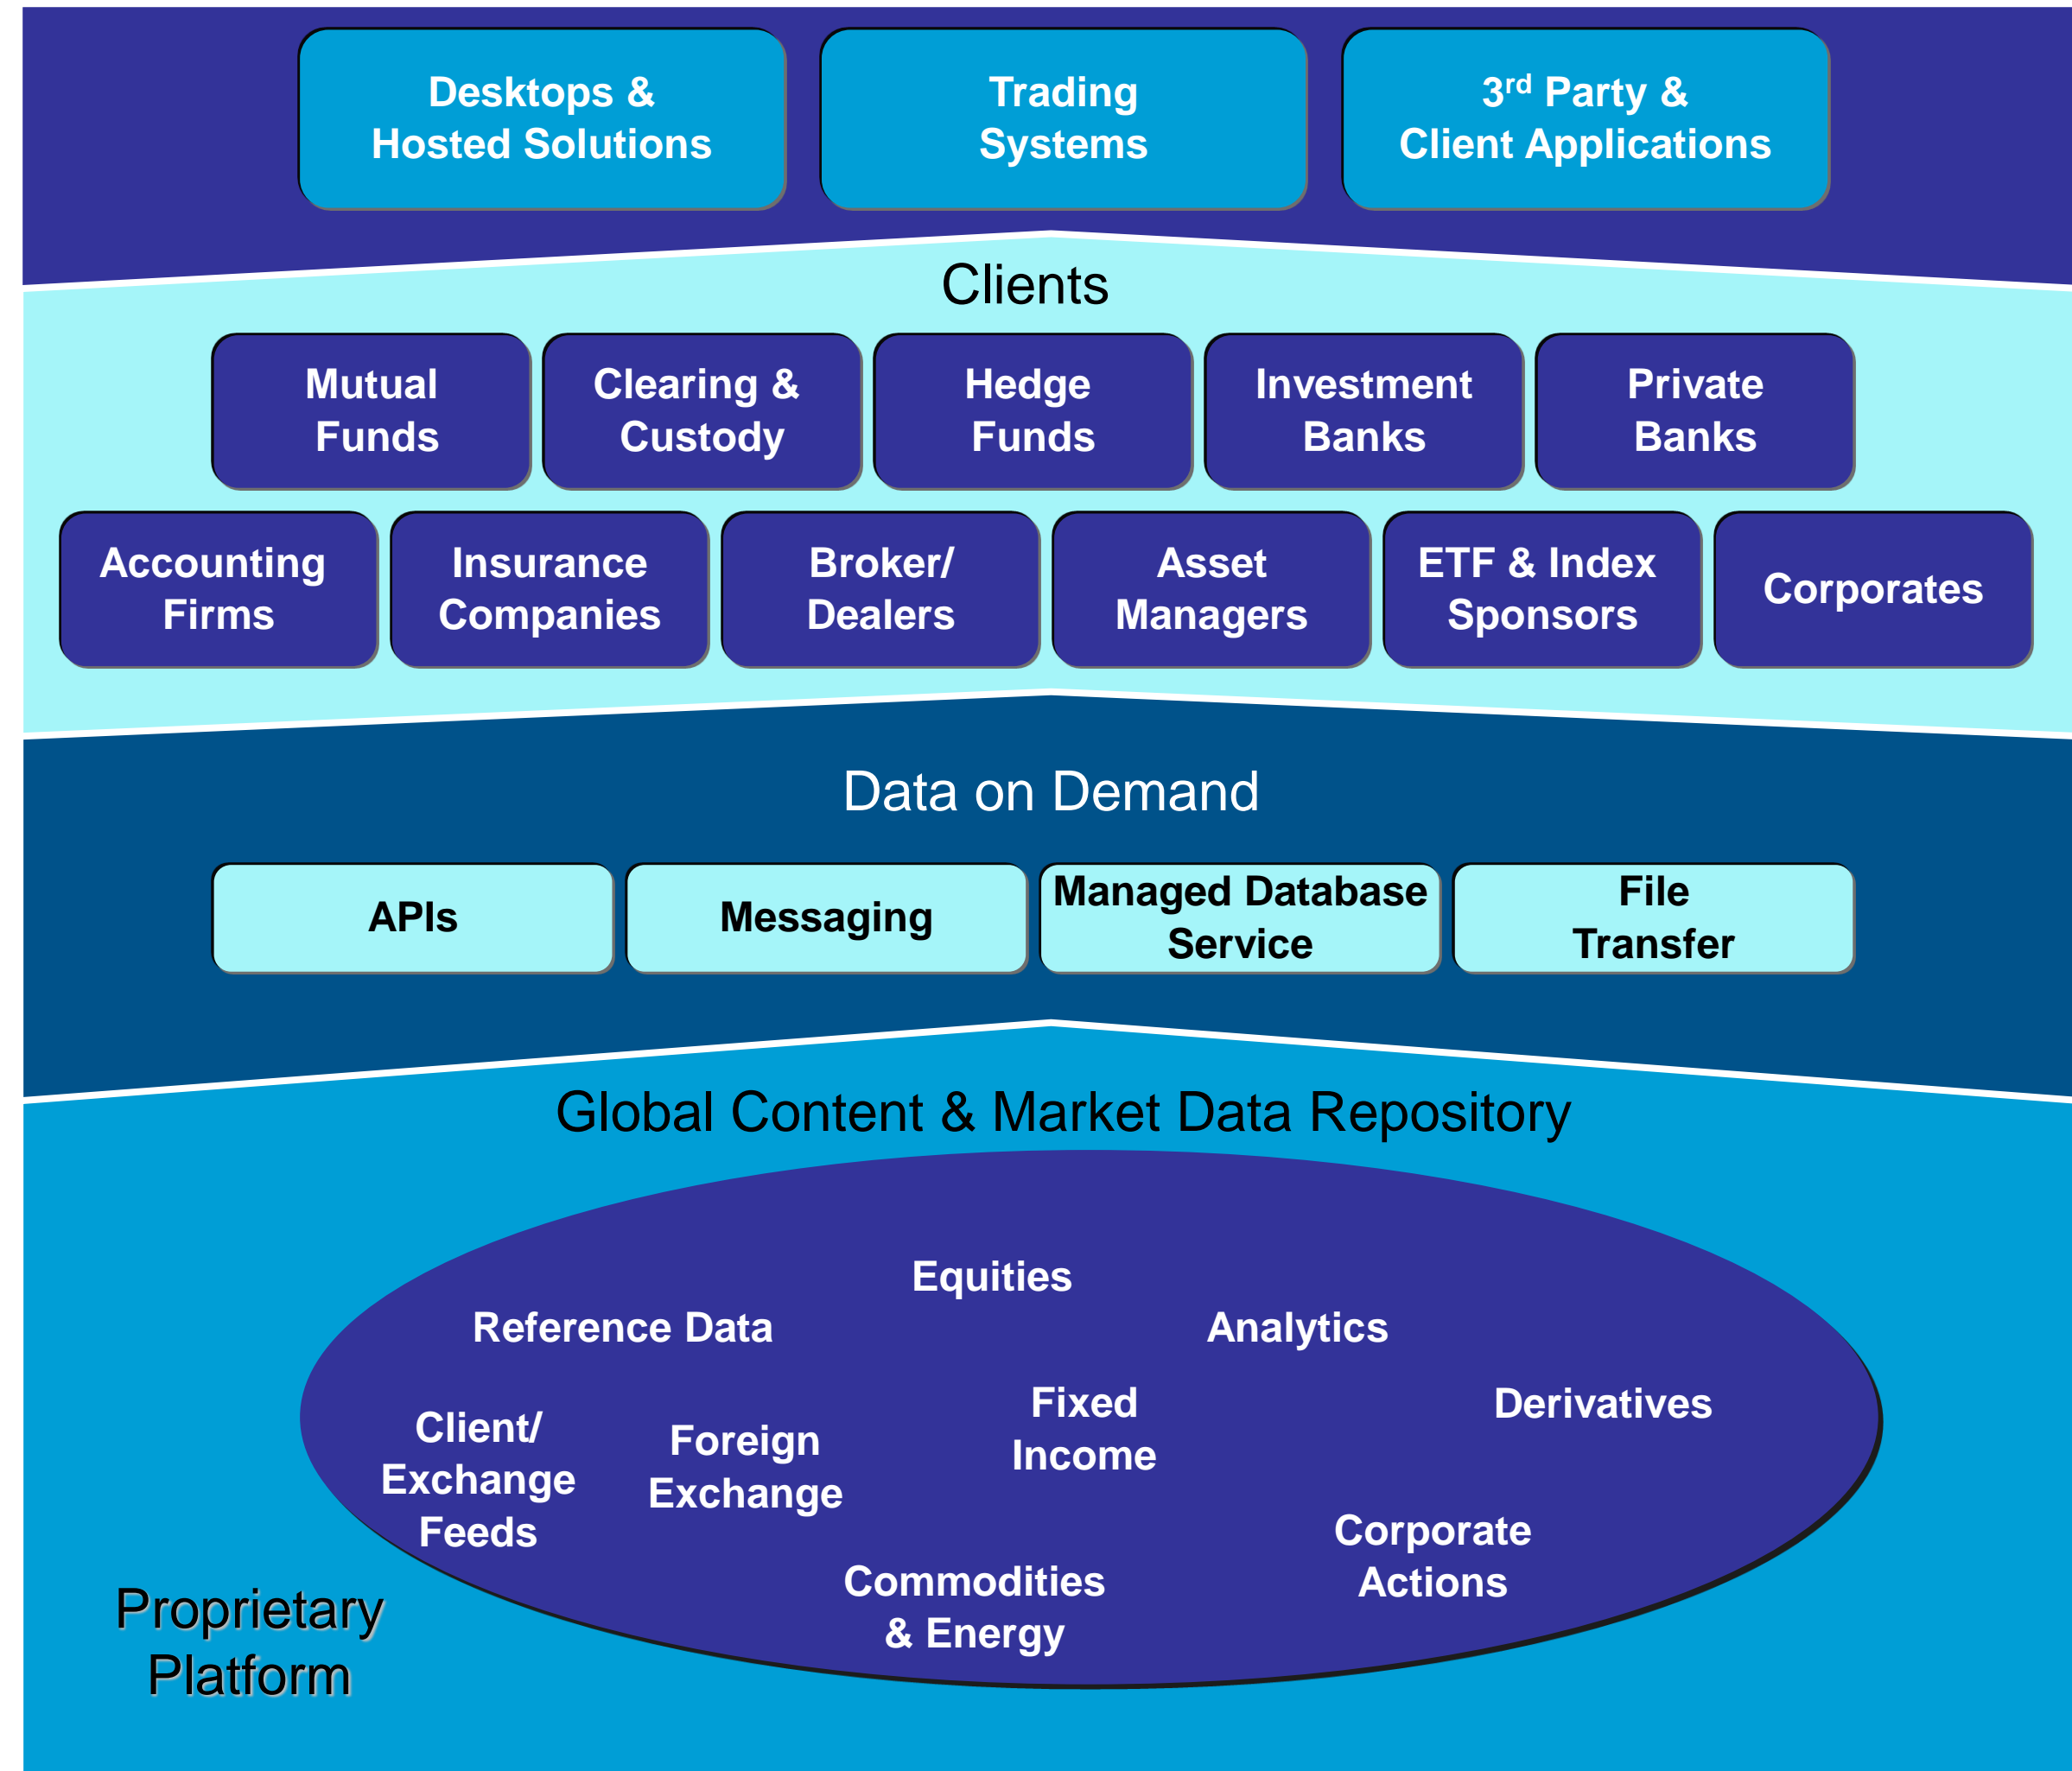 Desktops &
Hosted Solutions
Trading
Systems
3rd Party &
Client Applications
Clients
Mutual
Funds
Clearing &
Custody
Hedge
Funds
Investment
Banks
Private
Banks
Accounting
Firms
Insurance
Companies
Broker/
Dealers
Asset
Managers
ETF & Index
Sponsors
Corporates
Data on Demand
APIs
Messaging
Managed Database
Service
File
Transfer
Global Content & Market Data Repository
Equities
Reference Data
Analytics
Fixed
Income
Derivatives
Client/
Exchange
Feeds
Foreign
Exchange
Corporate
Actions
Commodities
& Energy
Proprietary
Platform